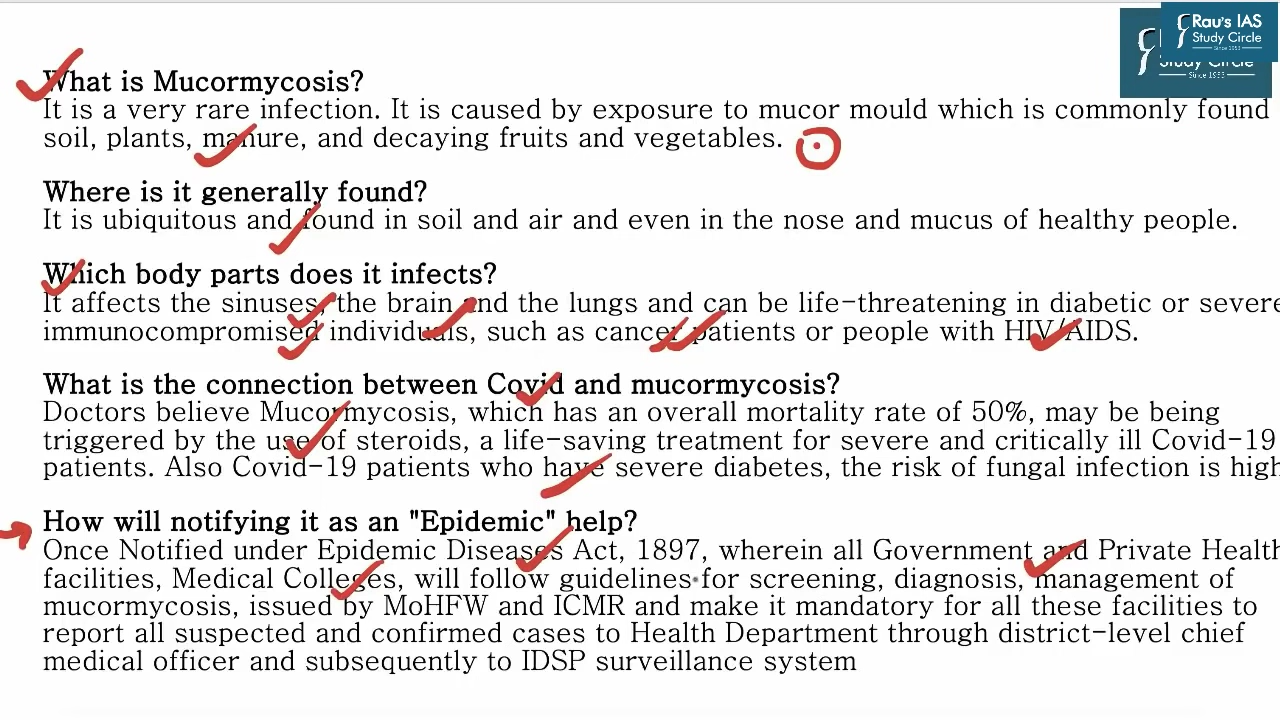 Rau's IAS
Study Circle
Since 1953
Study Circle
Since 1953
What is Mucormycosis?
It is a very rare infection. It is caused by exposure to mucor mould which is commonly found
soil, plants, manure, and decaying fruits and vegetables.
Where is it generally found?
It is ubiquitous and found in soil and air and even in the nose and mucus of healthy people.
Which body parts does it infects?
It affects the sinuses, the brain and the lungs and can be life-threatening in diabetic or severe
immunocompromised individuals, such as cancer patients or people with HIV/AIDS.
What is the connection between Covid and mucormycosis?
Doctors believe Mucormycosis, which has an overall mortality rate of 50%, may be being
triggered by the use of steroids, a life-saving treatment for severe and critically ill Covid-19
patients. Also Covid-19 patients who have severe diabetes, the risk of fungal infection is high
How will notifying it as an "Epidemic" help?
Once Notified under Epidemic Diseases Act, 1897, wherein all Government and Private Health
facilities, Medical Colleges, will follow guidelines for screening, diagnosis, management of
mucormycosis, issued by MoHFW and ICMR and make it mandatory for all these facilities to
report all suspected and confirmed cases to Health Department through district-level chief
medical officer and subsequently to IDSP surveillance system